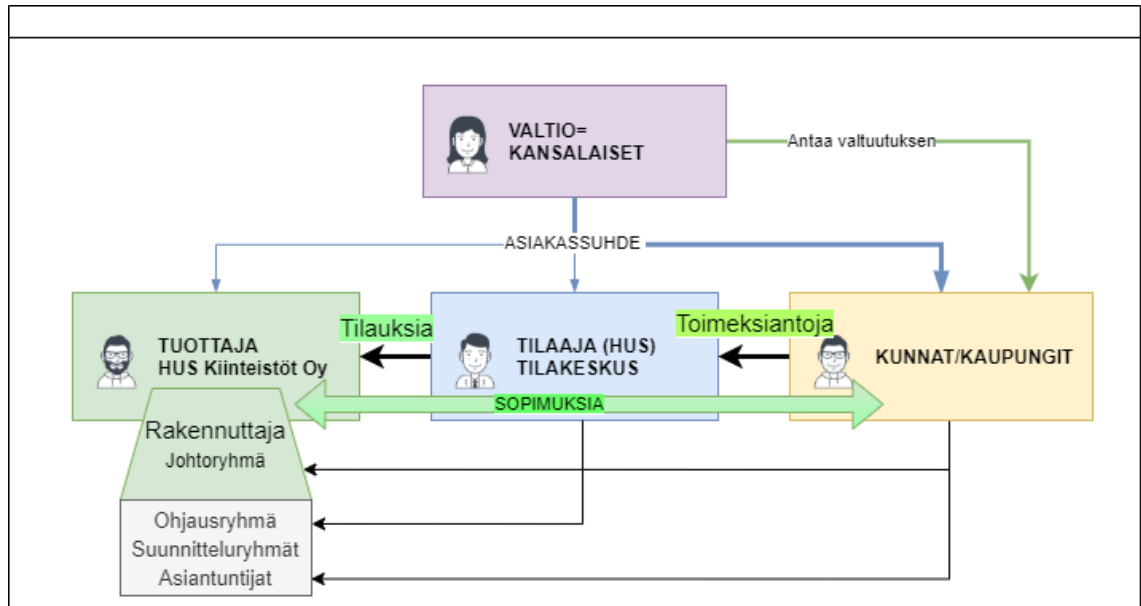 VALTIO=
KANSALAISET
Antaa valtuutuksen
ASIAKASSUHDE
Tilauksia
Toimeksiantoja
TUOTTAJA
HUS Kiinteistöt Oy
TILAAJA (HUS)
TILAKESKUS
KUNNAT/KAUPUNGIT
SOPIMUKSIA
Rakennuttaja
Johtoryhmä
Ohjausryhmä
Suunnitteluryhmät
Asiantuntijat